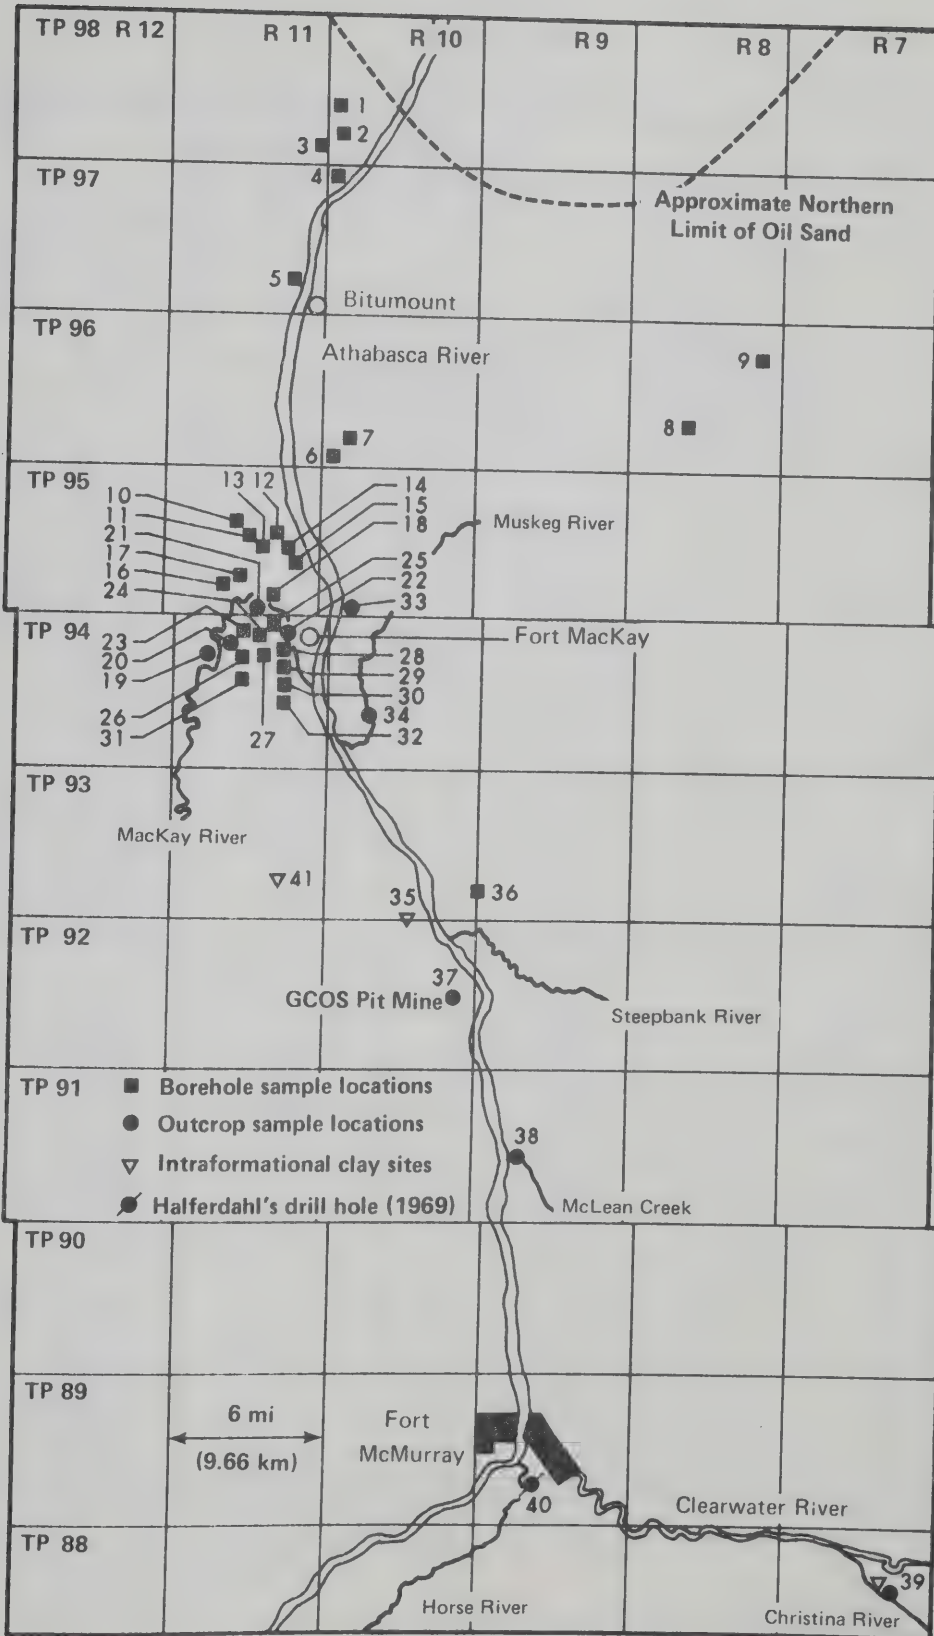 TP 98 R 12 R 11 R 10 R 9 R 8 R 7
1
2
3
TP 97
4
Approximate Northern
Limit of Oil Sand
5
Bitumount
TP 96
Athabasca River
9
8
7
6
TP 95
13 12
14
10
15
11
18
Muskeg River
21
17
25
16
22
24
33
TP 94
Fort MacKay
23
28
20
29
19
30
26
34
31
27
32
TP 93
MacKay River
41
35
36
TP 92
37
GCOS Pit Mine
Steepbank River
TP 91
Borehole sample locations
Outcrop sample locations
38
Intraformational clay sites
Halferdahl's drill hole (1969)
McLean Creek
TP 90
TP 89
6 mi
(9.66 km)
Fort
McMurray
40
Clearwater River
TP 88
39
Horse River
Christina River